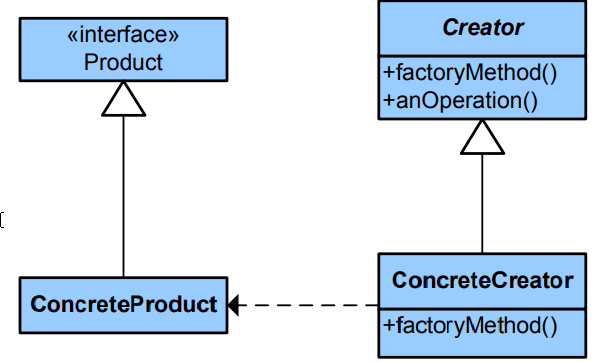 «interface»
Product
Creator
+factoryMethod()
+anOperation()
ConcreteProduct
ConcreteCreator
+factoryMethod()